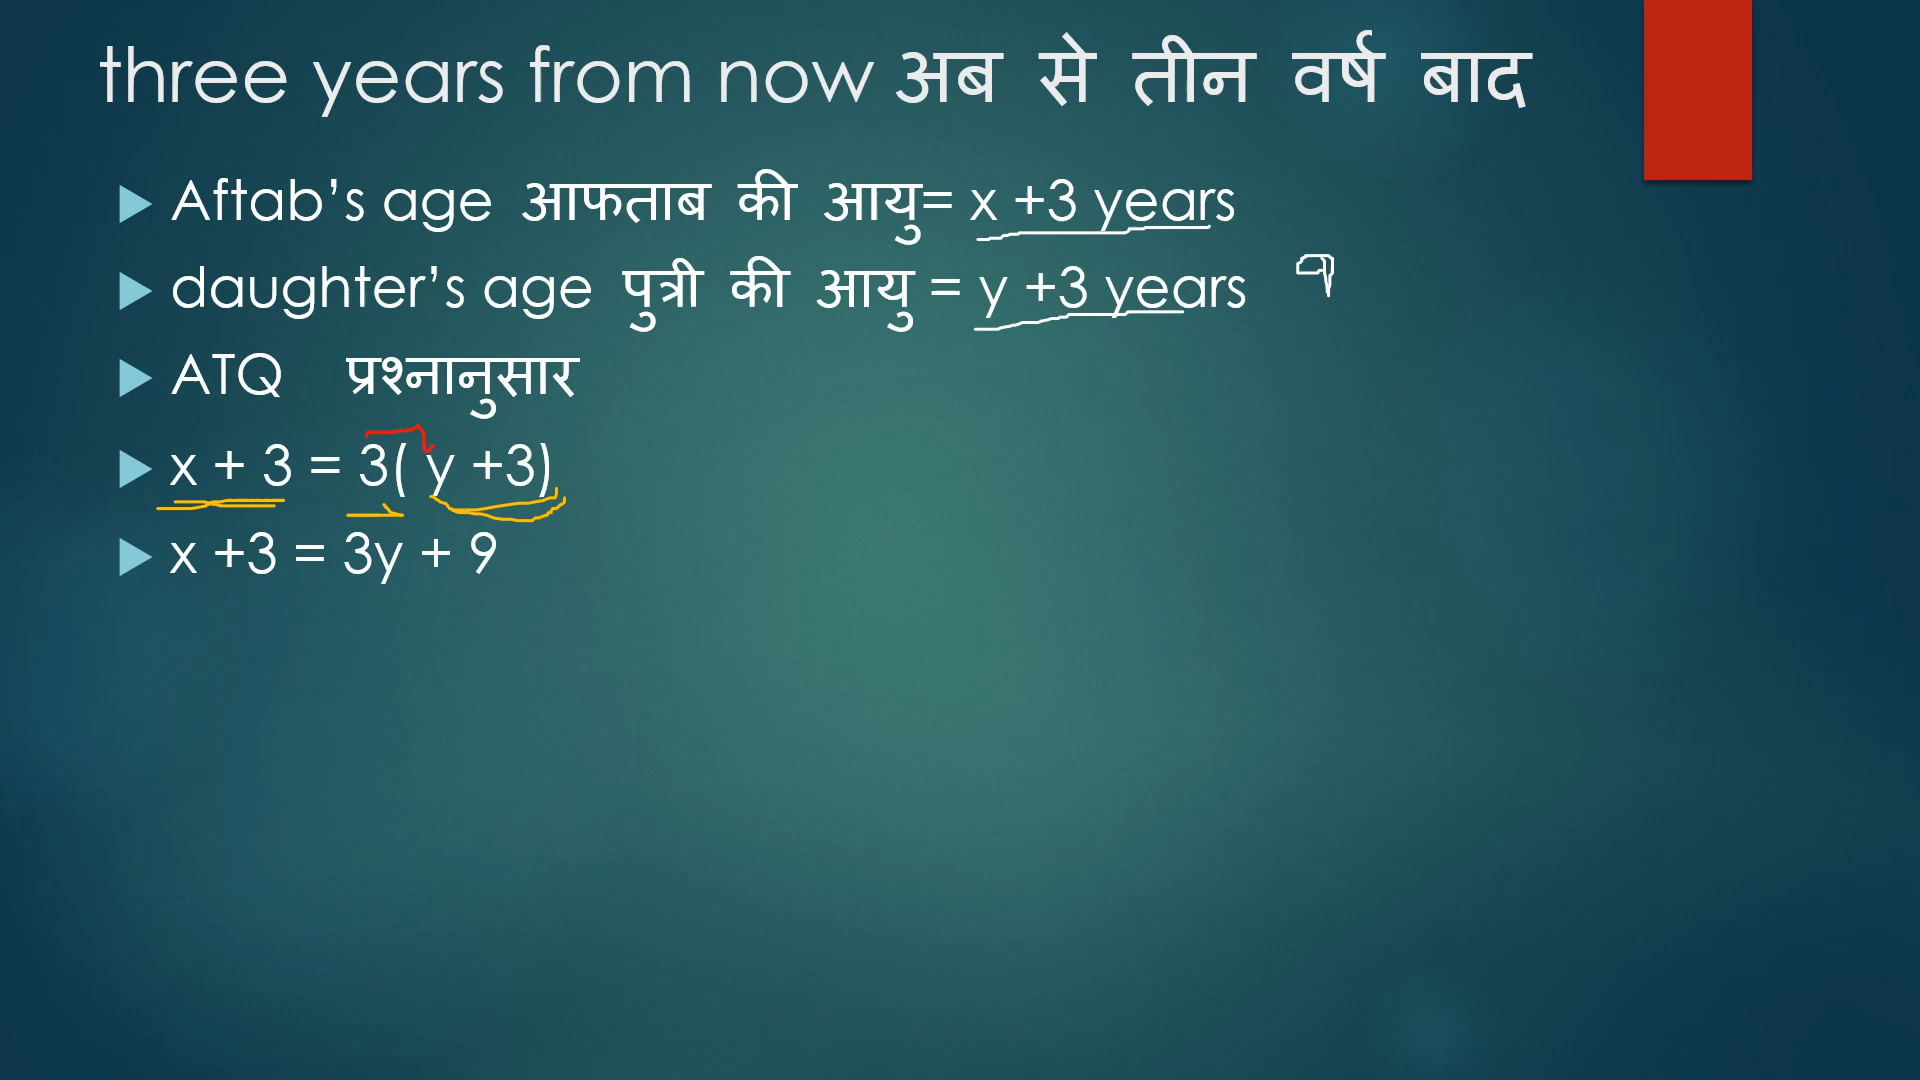 three years from now अब से तीन वर्ष बाद
Aftab’s age आफताब की आयु= x +3 years
daughter’s age पुत्री की आयु = y +3 years
ATQ प्रश्नानुसार
x + 3 = 3( y +3)
x +3 = 3y + 9